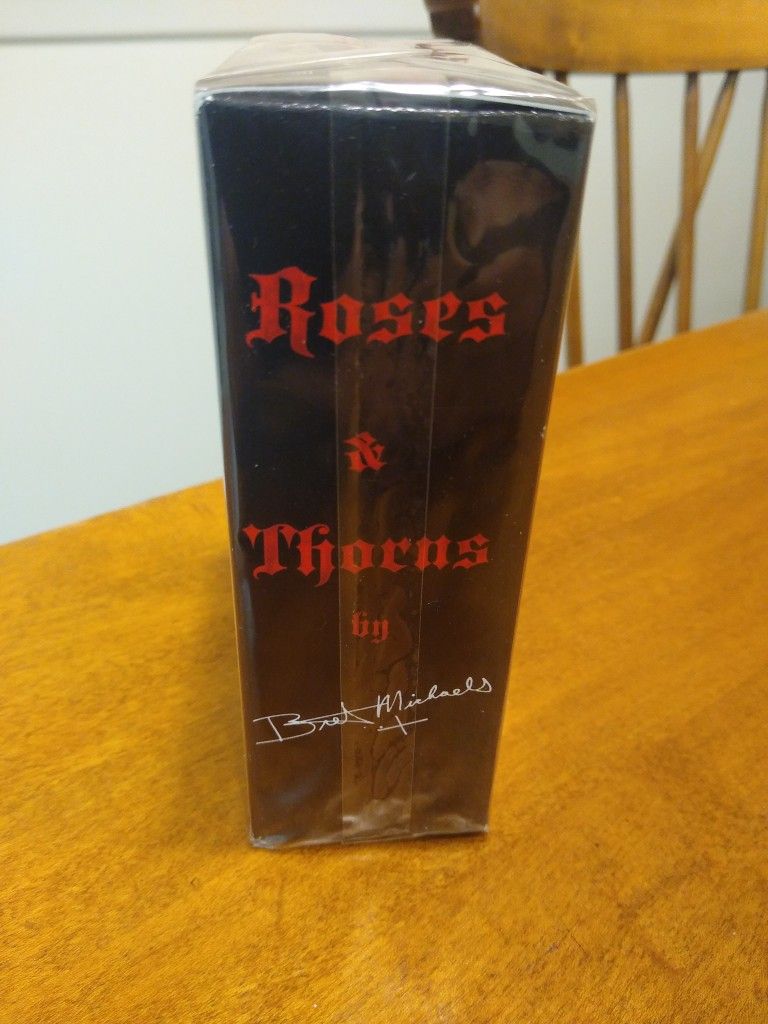 Roses
&
Thorns
by
Bret Michaels